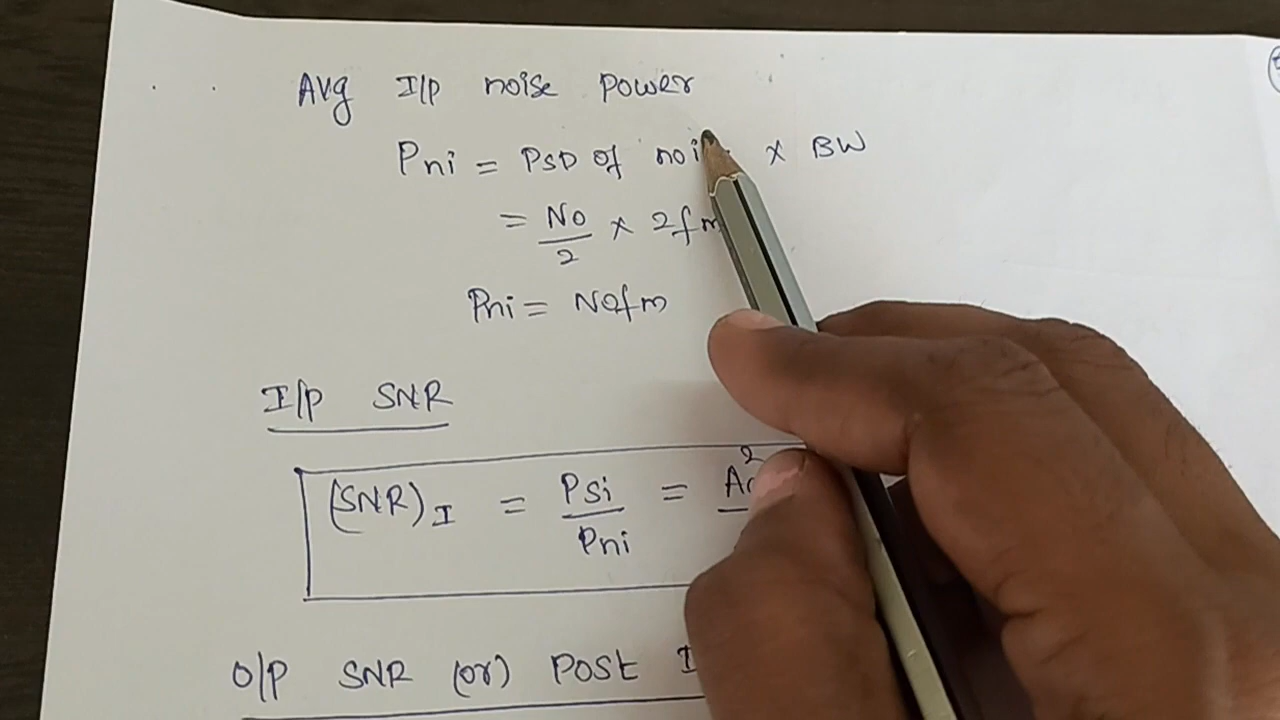 Avg I/p noise power
Pni = PSD of noi x BW
= No/2 x 2fm
Pni = Nofm
I/p SNR
(SNR)I = Psi/Pni = Ac²
O/p SNR (or) Post